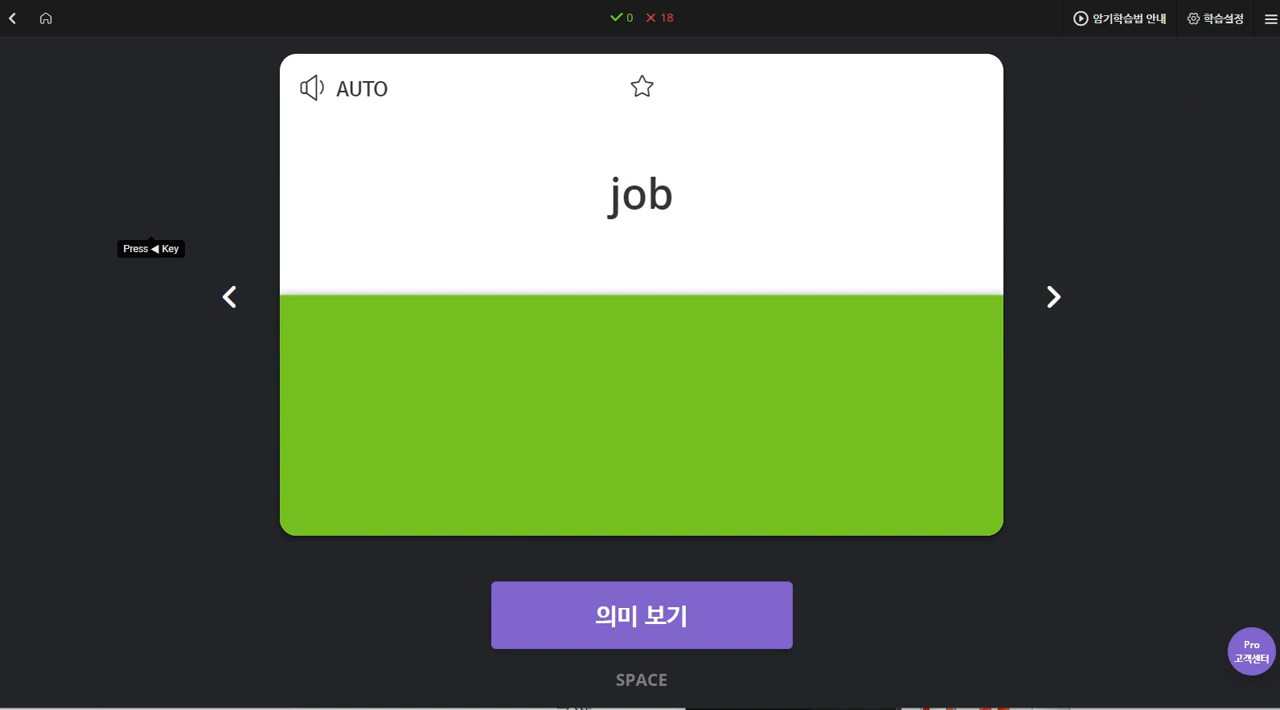 0 18 암기학습법 안내 학습설정
AUTO
job
Press ◀ Key
의미 보기
Pro
고객센터
SPACE